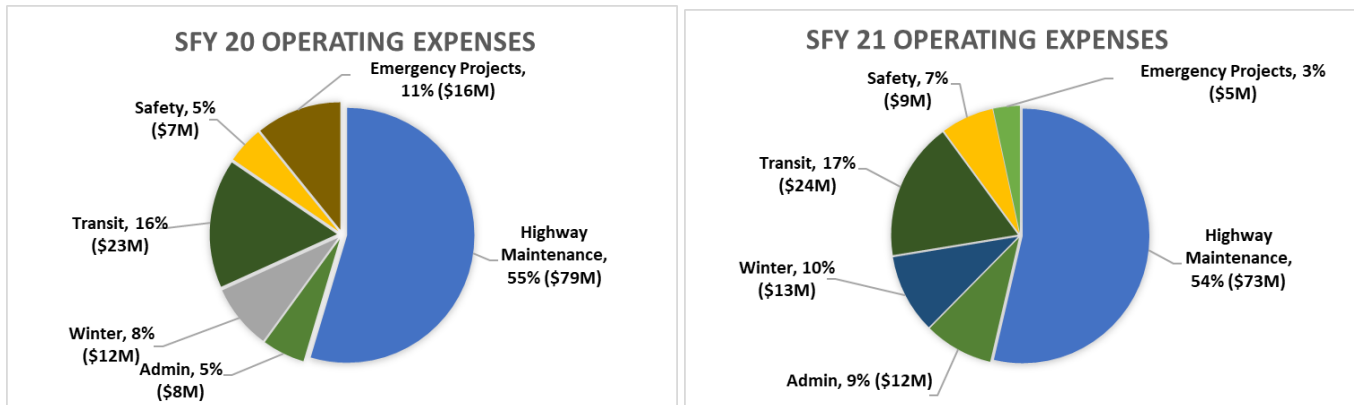 SFY 20 OPERATING EXPENSES
Emergency Projects,
11% ($16M)
Safety, 5%
($7M)
Transit, 16%
($23M)
Highway
Maintenance,
55% ($79M)
Winter, 8%
($12M)
Admin, 5%
($8M)
SFY 21 OPERATING EXPENSES
Emergency Projects, 3%
($5M)
Safety, 7%
($9M)
Transit, 17%
($24M)
Highway
Maintenance,
54% ($73M)
Winter, 10%
($13M)
Admin, 9% ($12M)